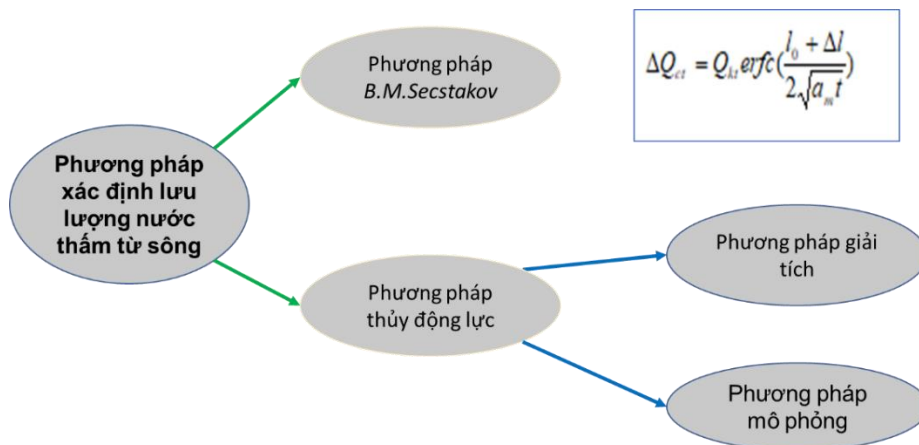 Phương pháp
B.M.Secstakov
ΔQ_ct = Q_kt erfc((l_0 + Δl) / (2√(a_m t)))
Phương pháp
xác định lưu
lượng nước
thấm từ sông
Phương pháp giải
tích
Phương pháp
thủy động lực
Phương pháp
mô phỏng